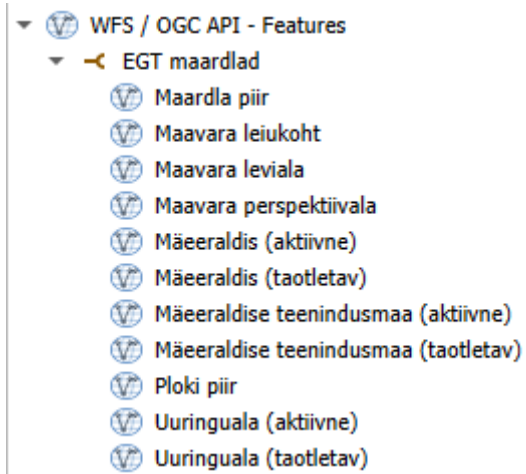 WFS / OGC API - Features
EGT maardlad
Maardla piir
Maavara leiukoht
Maavara leviala
Maavara perspektiivala
Mäeeraldis (aktiivne)
Mäeeraldis (taotletav)
Mäeeraldise teenindusmaa (aktiivne)
Mäeeraldise teenindusmaa (taotletav)
Ploki piir
Uuringuala (aktiivne)
Uuringuala (taotletav)